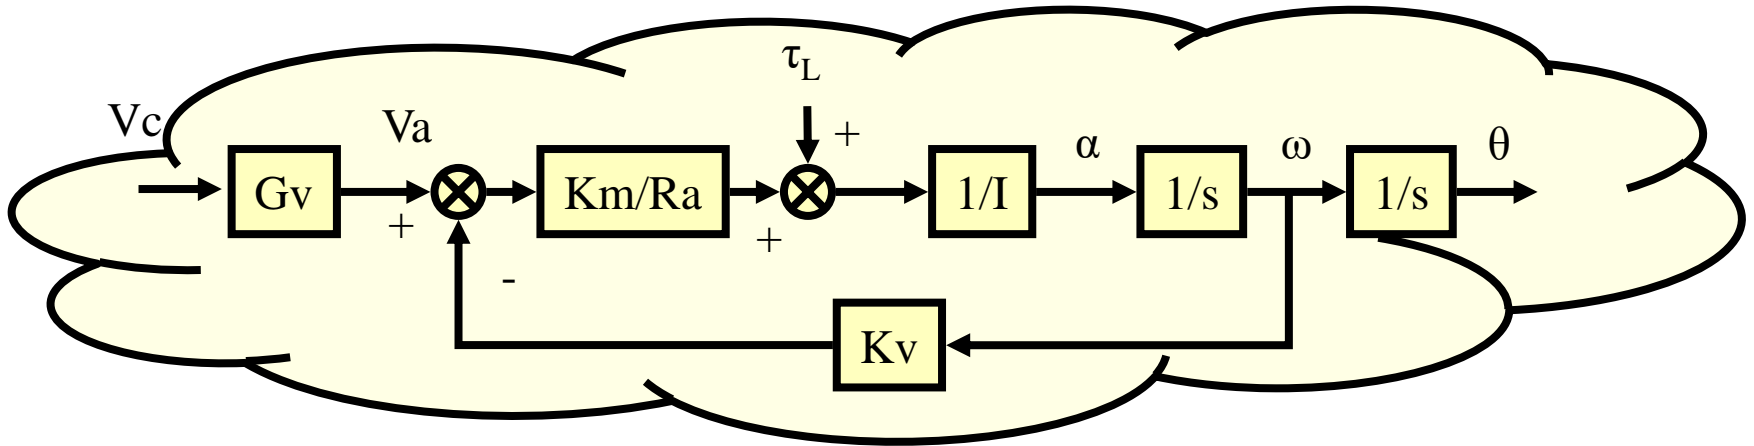 τL
Vc
Va
+
α
ω
θ
Gv
Km/Ra
1/I
1/s
1/s
+
+
-
Kv